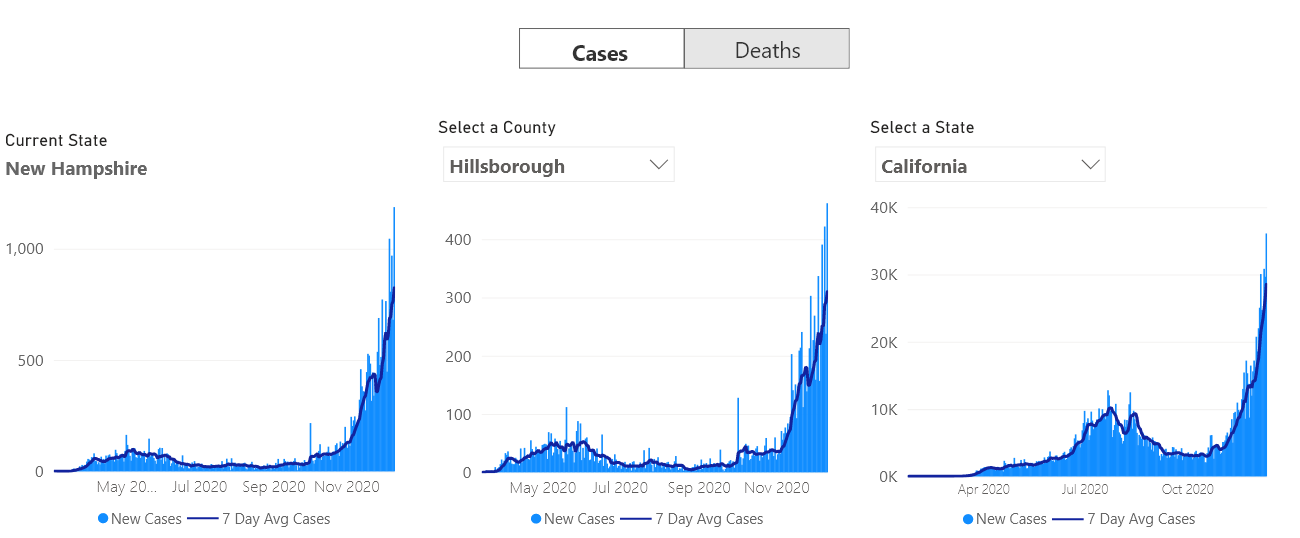 Cases
Deaths
Current State
New Hampshire
Select a County
Hillsborough
Select a State
California
1,000
500
0
May 20...
Jul 2020
Sep 2020
Nov 2020
New Cases
7 Day Avg Cases
400
300
200
100
0
May 2020
Jul 2020
Sep 2020
Nov 2020
New Cases
7 Day Avg Cases
40K
30K
20K
10K
0K
Apr 2020
Jul 2020
Oct 2020
New Cases
7 Day Avg Cases